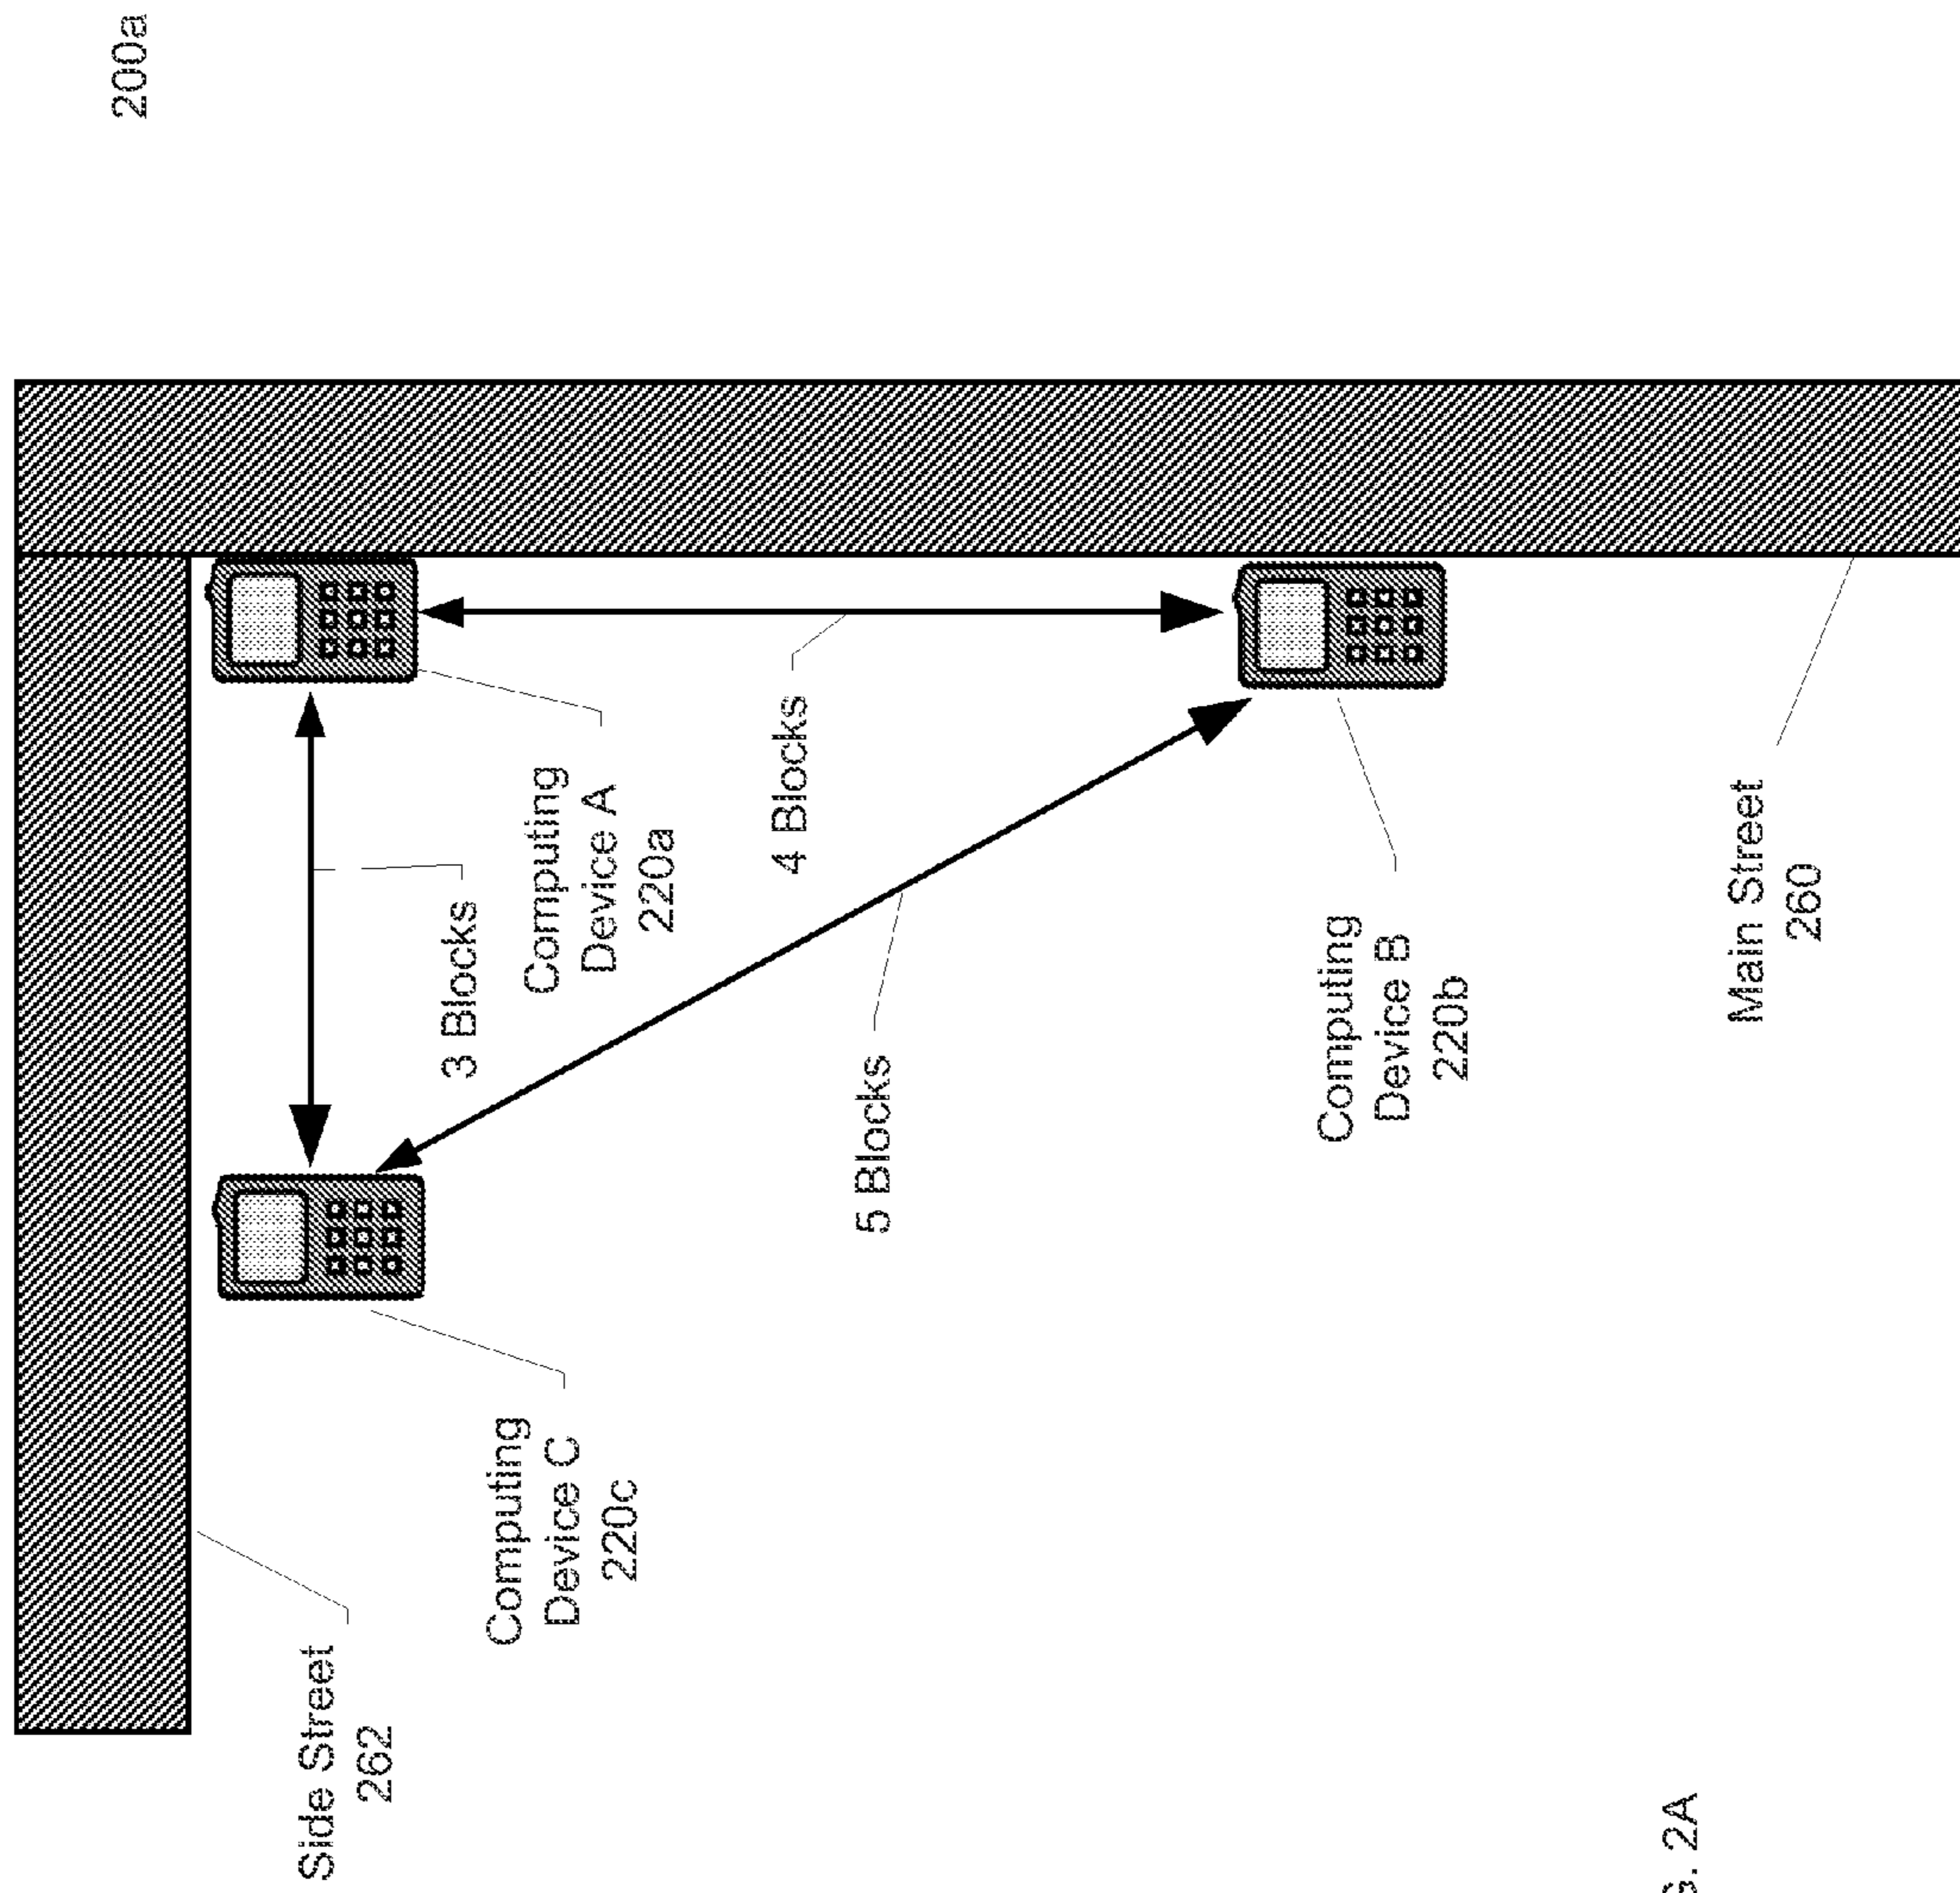 200a
Side Street
262
3 Blocks
Computing
Device A
220a
Computing
Device C
220c
4 Blocks
5 Blocks
Computing
Device B
220b
Main Street
260
. 2A